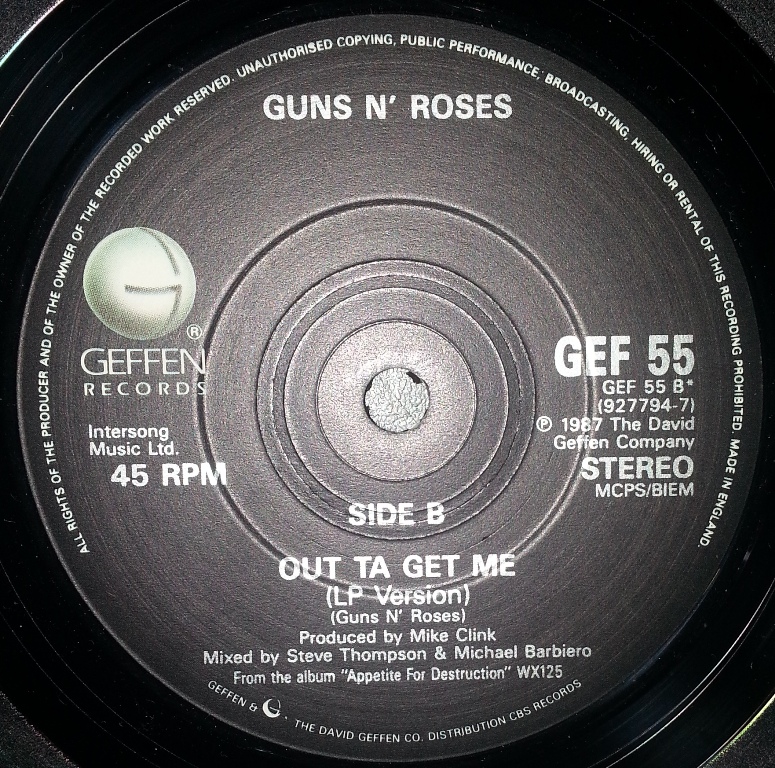 ALL RIGHTS OF THE PRODUCER AND OF THE OWNER OF THE RECORDED WORK RESERVED. UNAUTHORISED COPYING, PUBLIC PERFORMANCE, BROADCASTING, HIRING OR RENTAL OF THIS RECORDING PROHIBITED. MADE IN ENGLAND.
GUNS N' ROSES
G
®
GEFFEN
RECORDS
Intersong
Music Ltd.
45 RPM
GEF 55
GEF 55 B*
(927794-7)
℗ 1987 The David
Geffen Company
STEREO
MCPS/BIEM
SIDE B
OUT TA GET ME
(LP Version)
(Guns N' Roses)
Produced by Mike Clink
Mixed by Steve Thompson & Michael Barbiero
From the album "Appetite For Destruction" WX125
GEFFEN & G. THE DAVID GEFFEN CO. DISTRIBUTION CBS RECORDS